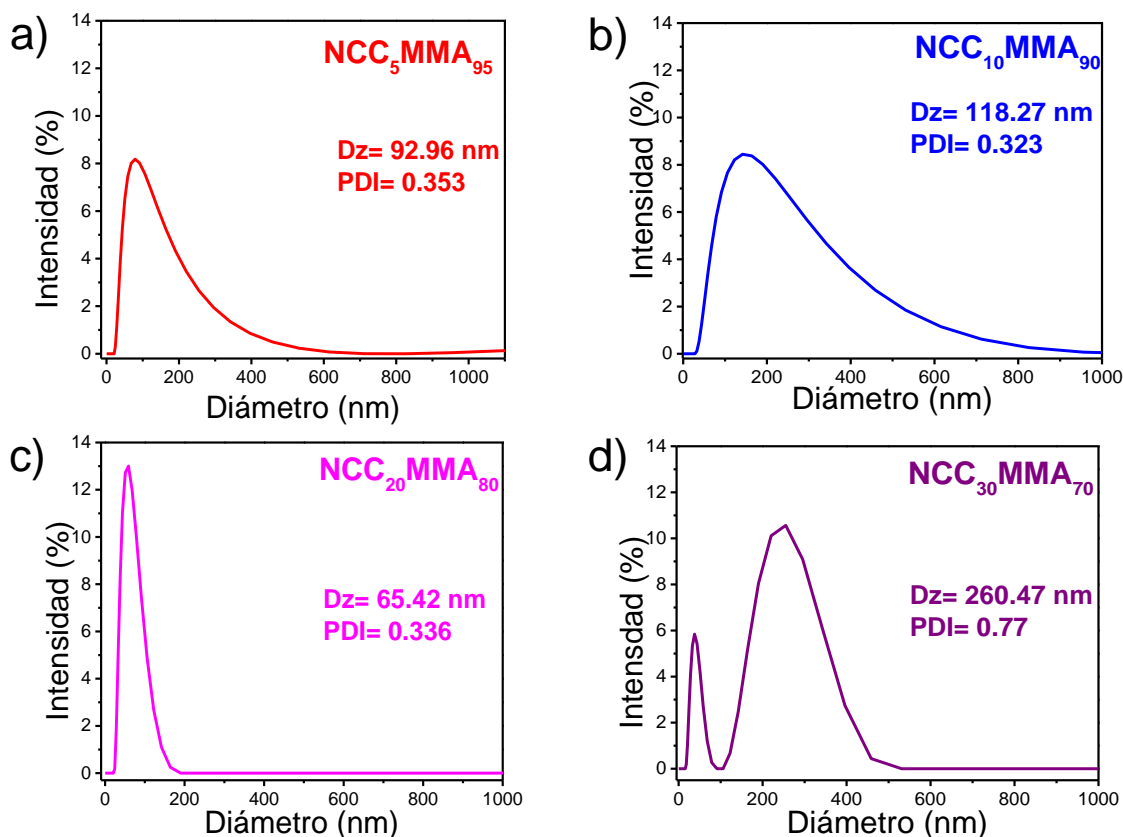 a)
NCC₅MMA₉₅
Dz= 92.96 nm
PDI= 0.353
Intensidad (%)
14
12
10
8
6
4
2
0
0 200 400 600 800 1000
Diámetro (nm)
b)
NCC₁₀MMA₉₀
Dz= 118.27 nm
PDI= 0.323
Intensidad (%)
14
12
10
8
6
4
2
0
0 200 400 600 800 1000
Diámetro (nm)
c)
NCC₂₀MMA₈₀
Dz= 65.42 nm
PDI= 0.336
Intensidad (%)
14
12
10
8
6
4
2
0
0 200 400 600 800 1000
Diámetro (nm)
d)
NCC₃₀MMA₇₀
Dz= 260.47 nm
PDI= 0.77
Intensdad (%)
14
12
10
8
6
4
2
0
0 200 400 600 800 1000
Diámetro (nm)